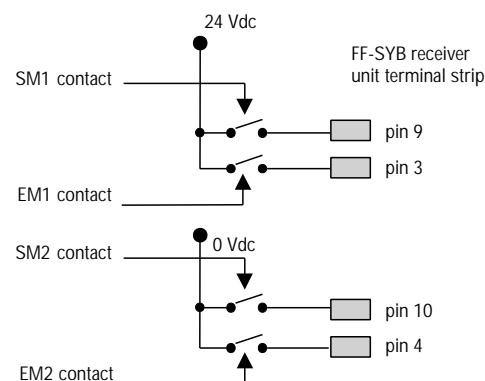 24 Vdc
FF-SYB receiver
unit terminal strip
SM1 contact
pin 9
pin 3
EM1 contact
0 Vdc
SM2 contact
pin 10
pin 4
EM2 contact